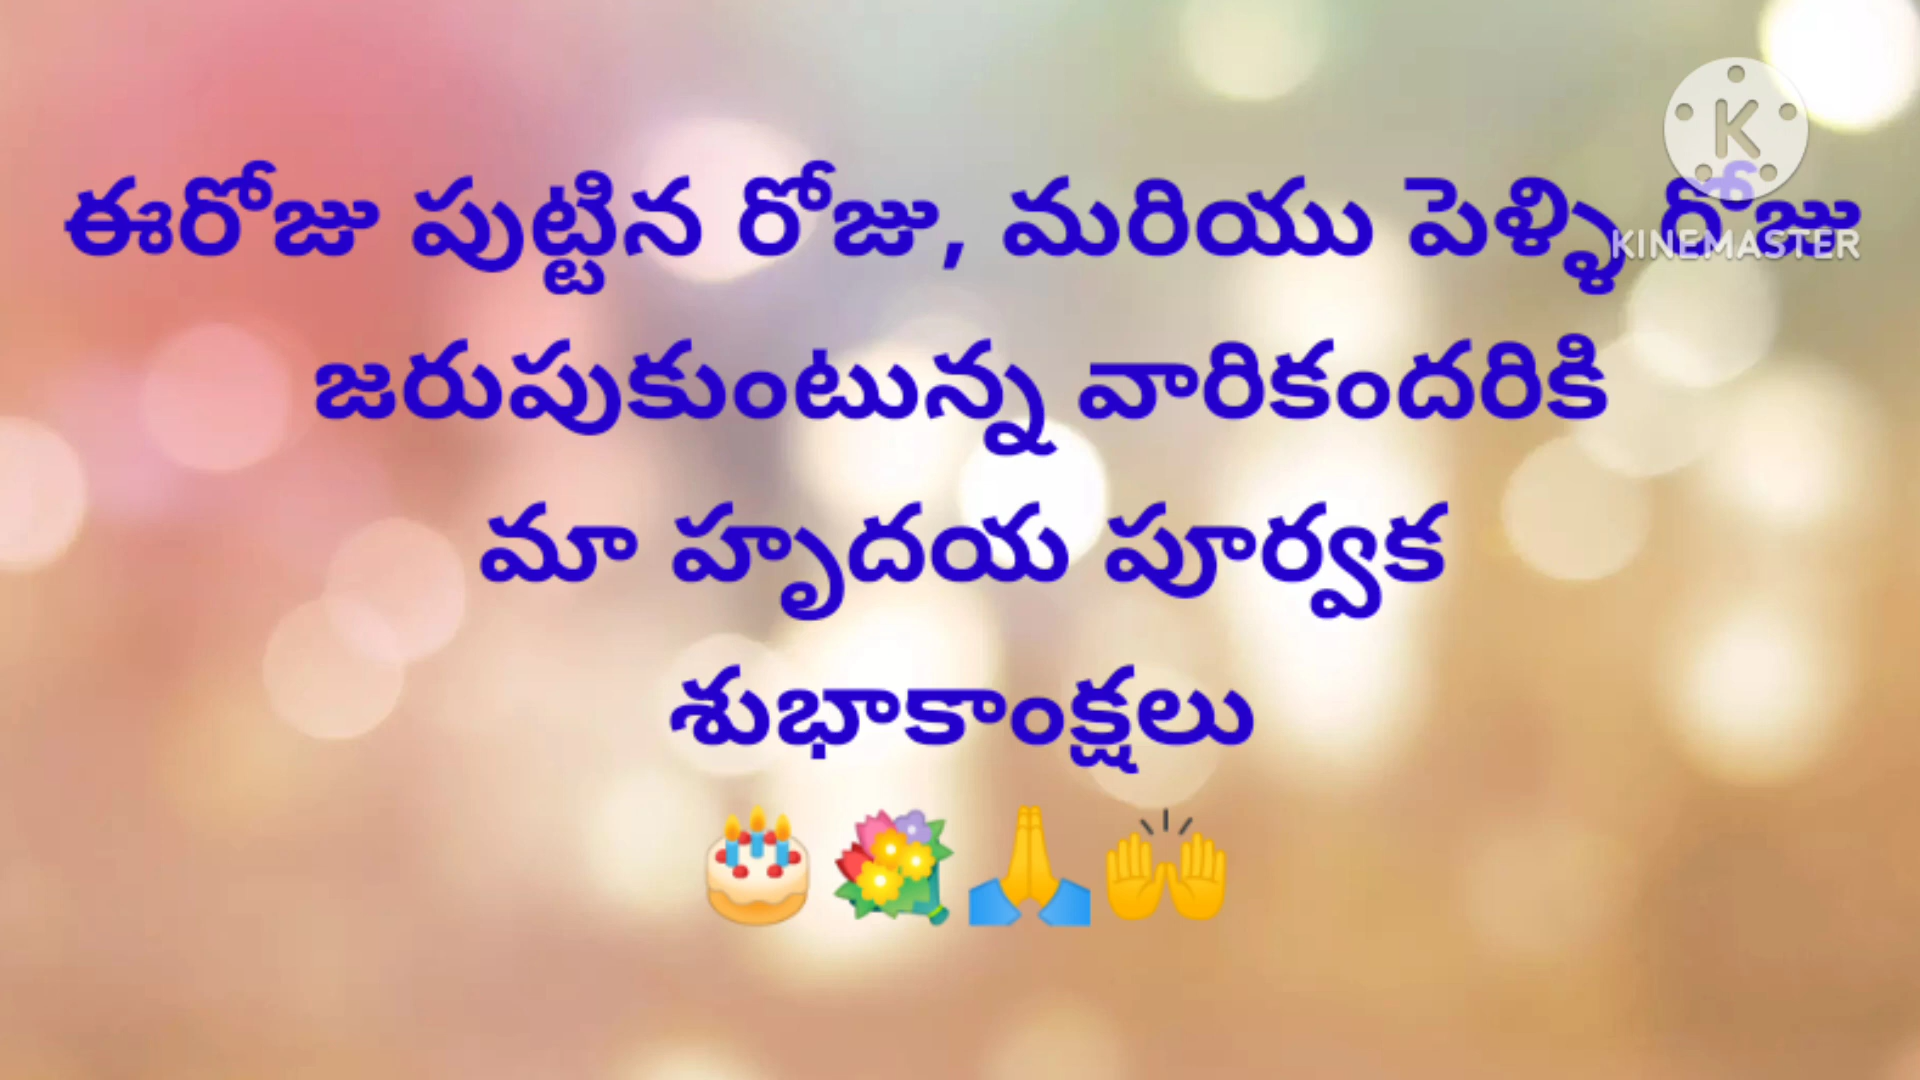 ఈరోజు పుట్టిన రోజు, మరియు పెళ్ళి రోజు
జరుపుకుంటున్న వారికందరికి
మా హృదయ పూర్వక
శుభాకాంక్షలు
🎂💐🙏🙌
K
KINEMASTER